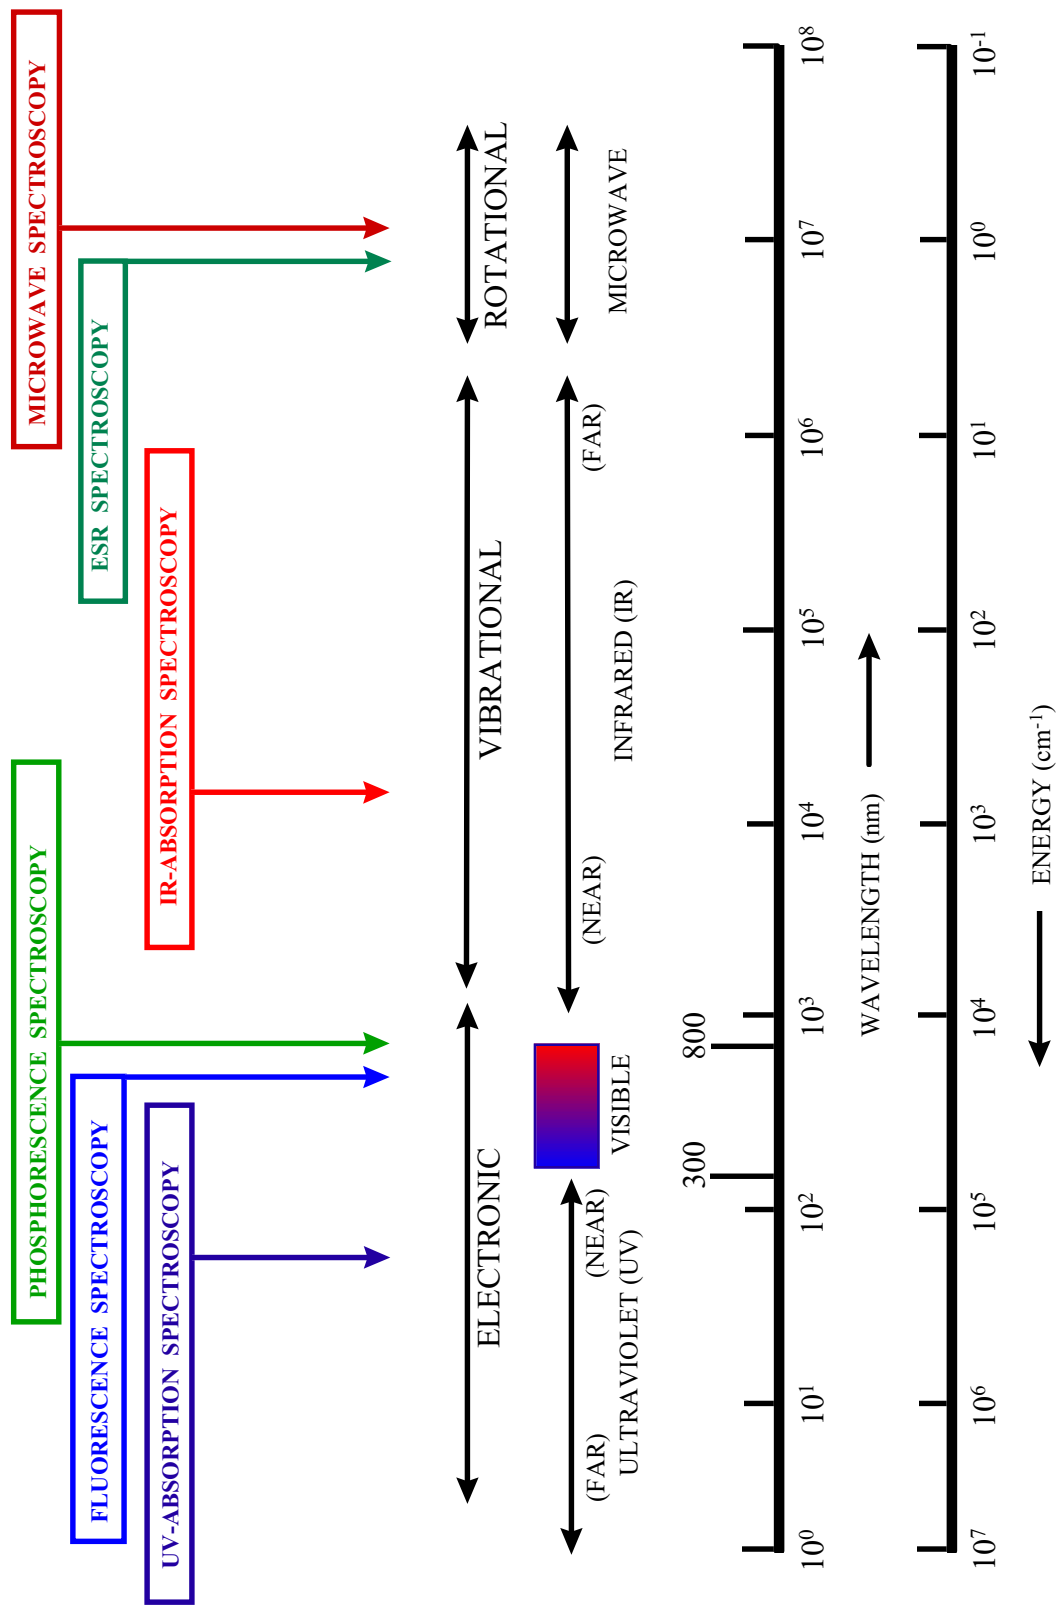 PHOSPHORESCENCE SPECTROSCOPY
MICROWAVE SPECTROSCOPY
FLUORESCENCE SPECTROSCOPY
ESR SPECTROSCOPY
UV-ABSORPTION SPECTROSCOPY
IR-ABSORPTION SPECTROSCOPY
ELECTRONIC
VIBRATIONAL
ROTATIONAL
(FAR)
(NEAR)
ULTRAVIOLET (UV)
VISIBLE
(NEAR)
INFRARED (IR)
(FAR)
MICROWAVE
300 800
10⁰ 10¹ 10² 10³ 10⁴ 10⁵ 10⁶ 10⁷ 10⁸
WAVELENGTH (nm)
10⁷ 10⁶ 10⁵ 10⁴ 10³ 10² 10¹ 10⁰ 10⁻¹
ENERGY (cm⁻¹)